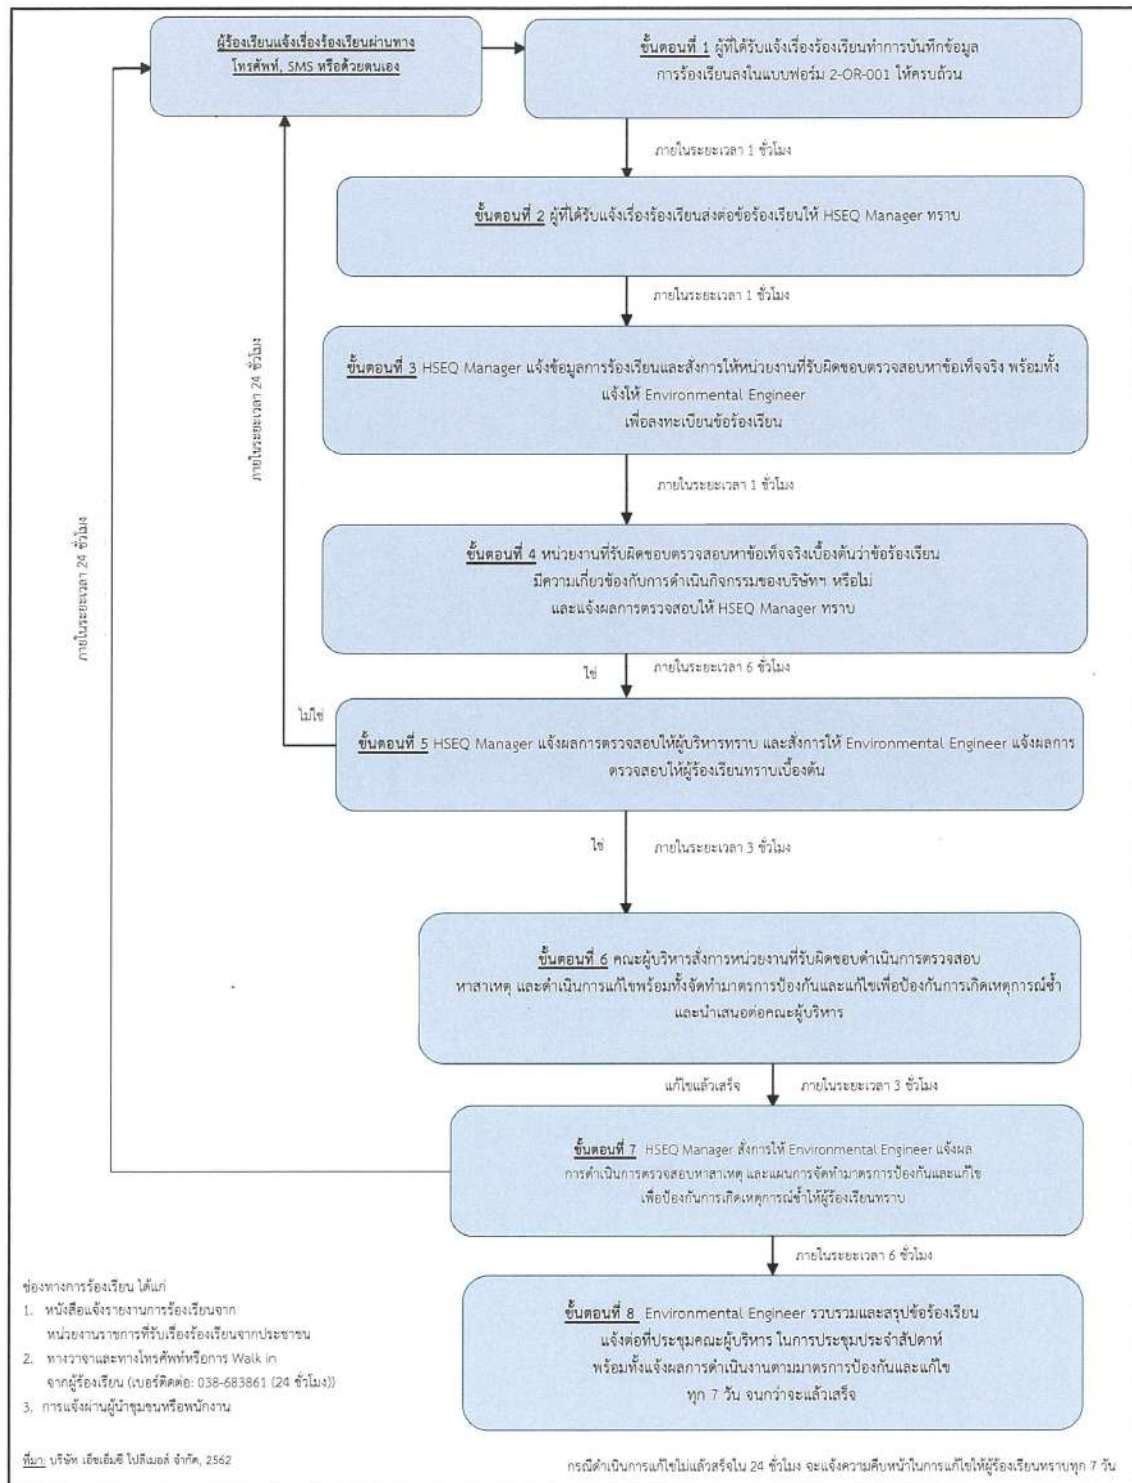 ผู้ร้องเรียนแจ้งเรื่องร้องเรียนผ่านทาง
โทรศัพท์, SMS หรือด้วยตนเอง
ขั้นตอนที่ 1 ผู้ที่ได้รับแจ้งเรื่องร้องเรียนทำการบันทึกข้อมูล
การร้องเรียนลงในแบบฟอร์ม 2-OR-001 ให้ครบถ้วน
ภายในระยะเวลา 1 ชั่วโมง
ขั้นตอนที่ 2 ผู้ที่ได้รับแจ้งเรื่องร้องเรียนส่งต่อข้อร้องเรียนให้ HSEQ Manager ทราบ
ภายในระยะเวลา 1 ชั่วโมง
ขั้นตอนที่ 3 HSEQ Manager แจ้งข้อมูลการร้องเรียนและสั่งการให้หน่วยงานที่รับผิดชอบตรวจสอบหาข้อเท็จจริง พร้อมทั้ง
แจ้งให้ Environmental Engineer
เพื่อลงทะเบียนข้อร้องเรียน
ภายในระยะเวลา 1 ชั่วโมง
ขั้นตอนที่ 4 หน่วยงานที่รับผิดชอบตรวจสอบหาข้อเท็จจริงเบื้องต้นว่าข้อร้องเรียน
มีความเกี่ยวข้องกับการดำเนินกิจกรรมของบริษัทฯ หรือไม่
และแจ้งผลการตรวจสอบให้ HSEQ Manager ทราบ
ใช่
ภายในระยะเวลา 6 ชั่วโมง
ไม่ใช่
ภายในระยะเวลา 24 ชั่วโมง
ภายในระยะเวลา 24 ชั่วโมง
ขั้นตอนที่ 5 HSEQ Manager แจ้งผลการตรวจสอบให้ผู้บริหารทราบ และสั่งการให้ Environmental Engineer แจ้งผลการ
ตรวจสอบให้ผู้ร้องเรียนทราบเบื้องต้น
ใช่
ภายในระยะเวลา 3 ชั่วโมง
ขั้นตอนที่ 6 คณะผู้บริหารสั่งการหน่วยงานที่รับผิดชอบดำเนินการตรวจสอบ
หาสาเหตุ และดำเนินการแก้ไขพร้อมทั้งจัดทำมาตรการป้องกันและแก้ไขเพื่อป้องกันการเกิดเหตุการณ์ซ้ำ
และนำเสนอต่อคณะผู้บริหาร
แก้ไขแล้วเสร็จ
ภายในระยะเวลา 3 ชั่วโมง
ขั้นตอนที่ 7 HSEQ Manager สั่งการให้ Environmental Engineer แจ้งผล
การดำเนินการตรวจสอบหาสาเหตุ และแผนการจัดทำมาตรการป้องกันและแก้ไข
เพื่อป้องกันการเกิดเหตุการณ์ซ้ำให้ผู้ร้องเรียนทราบ
ภายในระยะเวลา 6 ชั่วโมง
ขั้นตอนที่ 8 Environmental Engineer รวบรวมและสรุปข้อร้องเรียน
แจ้งต่อที่ประชุมคณะผู้บริหาร ในการประชุมประจำสัปดาห์
พร้อมทั้งแจ้งผลการดำเนินงานตามมาตรการป้องกันและแก้ไข
ทุก 7 วัน จนกว่าจะแล้วเสร็จ
ช่องทางการร้องเรียน ได้แก่
1. หนังสือแจ้งรายงานการร้องเรียนจาก
หน่วยงานราชการที่รับเรื่องร้องเรียนจากประชาชน
2. ทางวาจาและทางโทรศัพท์หรือการ Walk in
จากผู้ร้องเรียน (เบอร์ติดต่อ: 038-683861 (24 ชั่วโมง))
3. การแจ้งผ่านผู้นำชุมชนหรือพนักงาน
ที่มา: บริษัท เอ็ชเอ็มซี โปลีเมอส์ จำกัด, 2562
กรณีดำเนินการแก้ไขไม่แล้วเสร็จใน 24 ชั่วโมง จะแจ้งความคืบหน้าในการแก้ไขให้ผู้ร้องเรียนทราบทุก 7 วัน